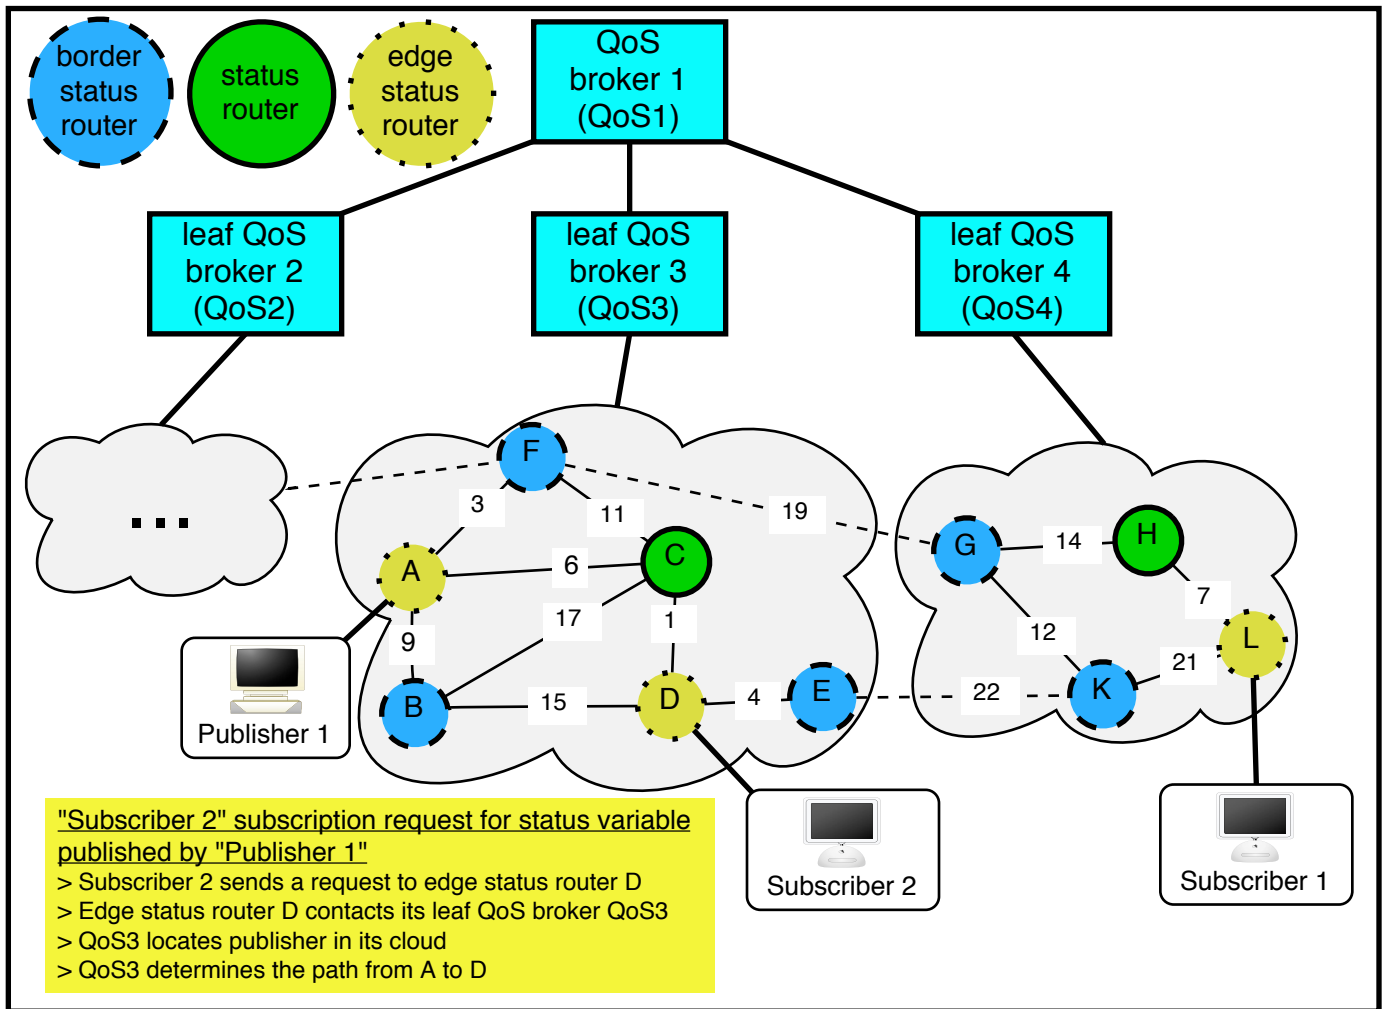 border
status
router
status
router
edge
status
router
QoS
broker 1
(QoS1)
leaf QoS
broker 2
(QoS2)
leaf QoS
broker 3
(QoS3)
leaf QoS
broker 4
(QoS4)
...
F
3
11
19
A
6
C
G
14
H
9
17
1
7
12
L
B
15
D
4
E
22
K
21
Publisher 1
Subscriber 2
Subscriber 1
"Subscriber 2" subscription request for status variable
published by "Publisher 1"
> Subscriber 2 sends a request to edge status router D
> Edge status router D contacts its leaf QoS broker QoS3
> QoS3 locates publisher in its cloud
> QoS3 determines the path from A to D